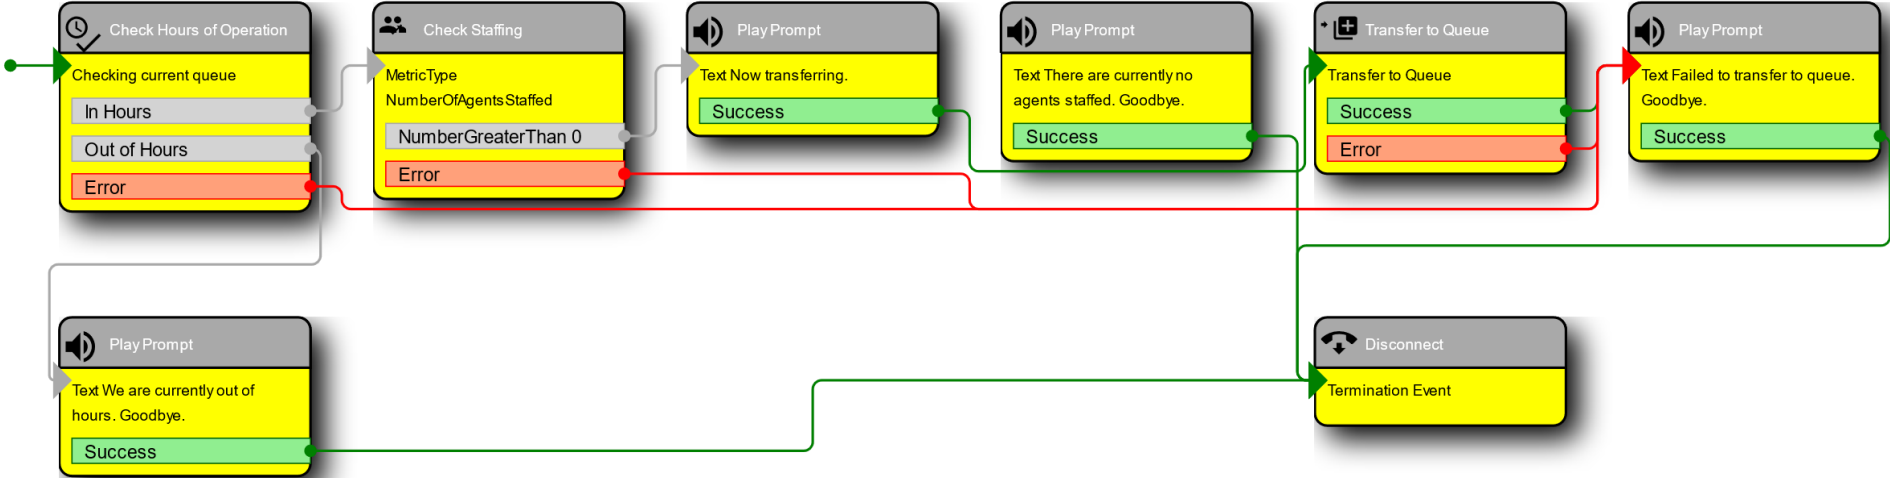 Check Hours of Operation
Checking current queue
In Hours
Out of Hours
Error
Check Staffing
MetricType
NumberOfAgentsStaffed
NumberGreaterThan 0
Error
Play Prompt
Text Now transferring.
Success
Play Prompt
Text There are currently no
agents staffed. Goodbye.
Success
Transfer to Queue
Transfer to Queue
Success
Error
Play Prompt
Text Failed to transfer to queue.
Goodbye.
Success
Play Prompt
Text We are currently out of
hours. Goodbye.
Success
Disconnect
Termination Event